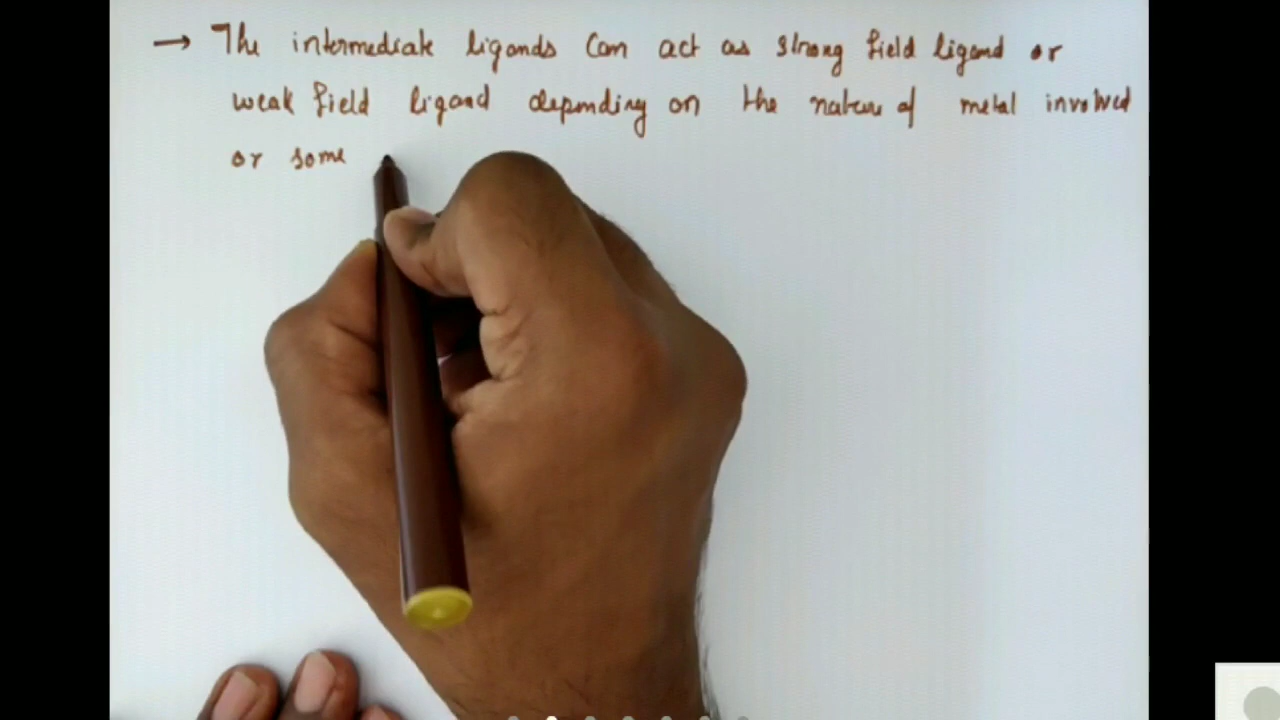 → The intermediate ligands Can act as strong field ligand or
weak field ligand depending on the nature of metal involved
or some